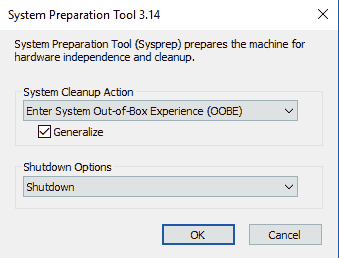 System Preparation Tool 3.14
System Preparation Tool (Sysprep) prepares the machine for
hardware independence and cleanup.
System Cleanup Action
Enter System Out-of-Box Experience (OOBE)
Generalize
Shutdown Options
Shutdown
OK
Cancel